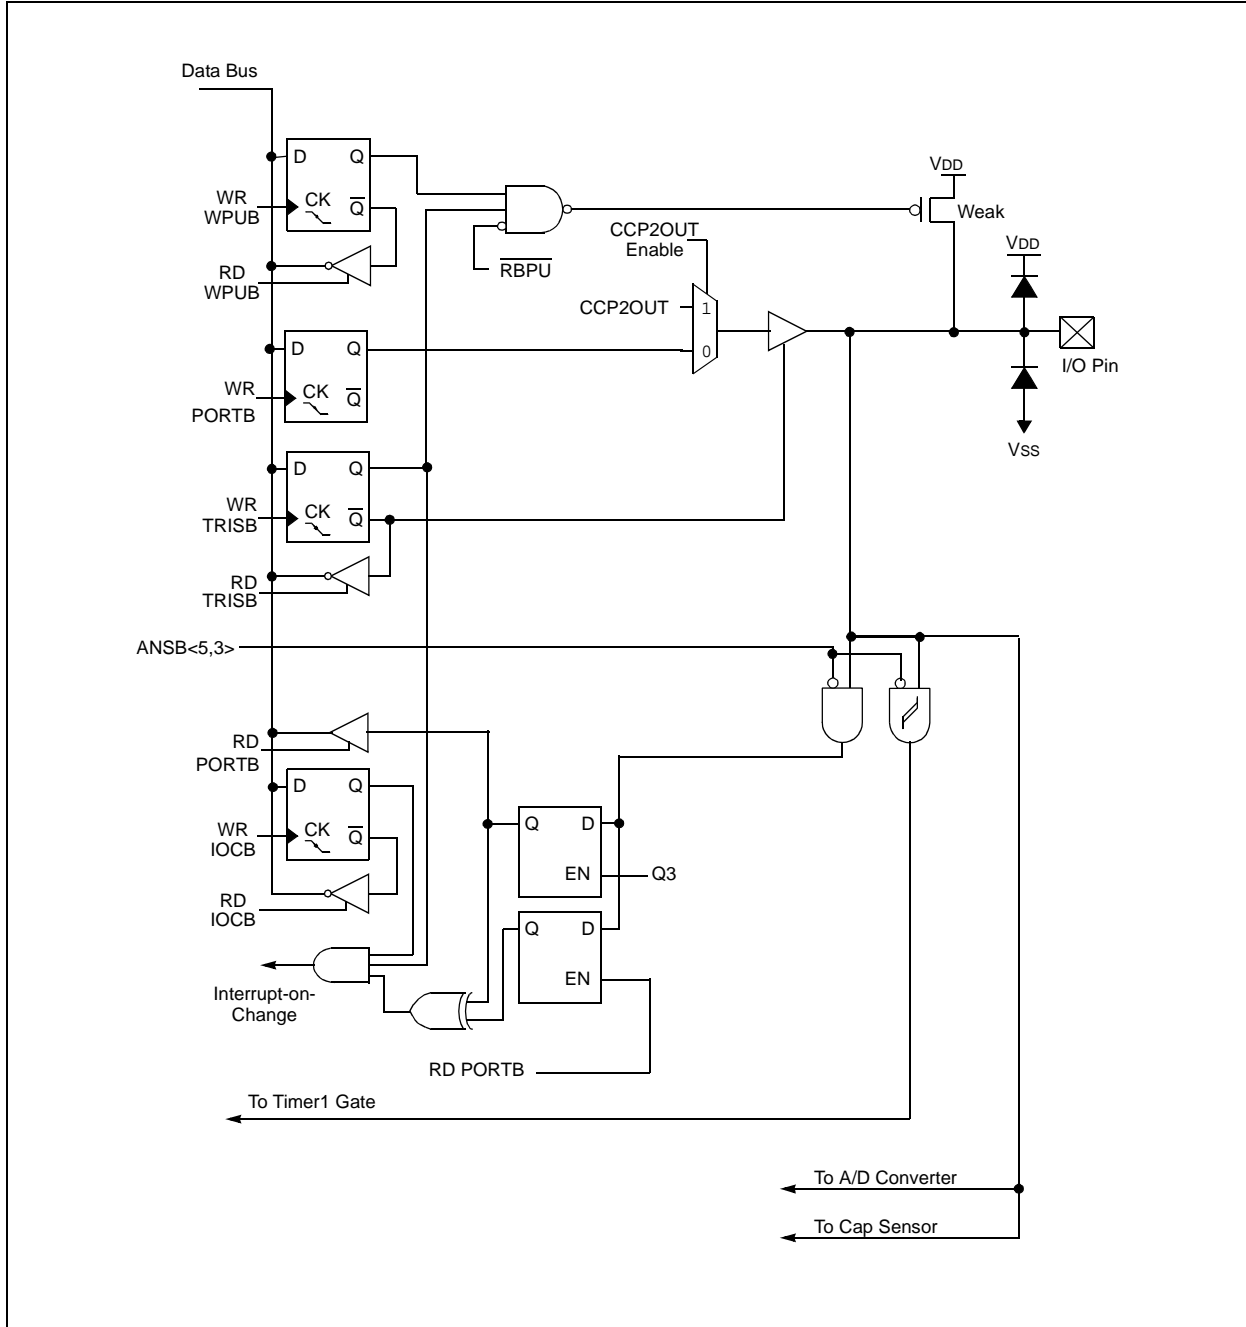 Data Bus
D Q
WR
WPUB
CK
Q̅
RD
WPUB
R̅B̅P̅U̅
CCP2OUT
Enable
CCP2OUT
1
0
VDD
Weak
VDD
I/O Pin
VSS
D Q
WR
PORTB
CK
Q̅
D Q
WR
TRISB
CK
Q̅
RD
TRISB
ANSB<5,3>
RD
PORTB
D Q
WR
IOCB
CK
Q̅
RD
IOCB
Q D
EN
Q3
Q D
EN
Interrupt-on-
Change
RD PORTB
To Timer1 Gate
To A/D Converter
To Cap Sensor